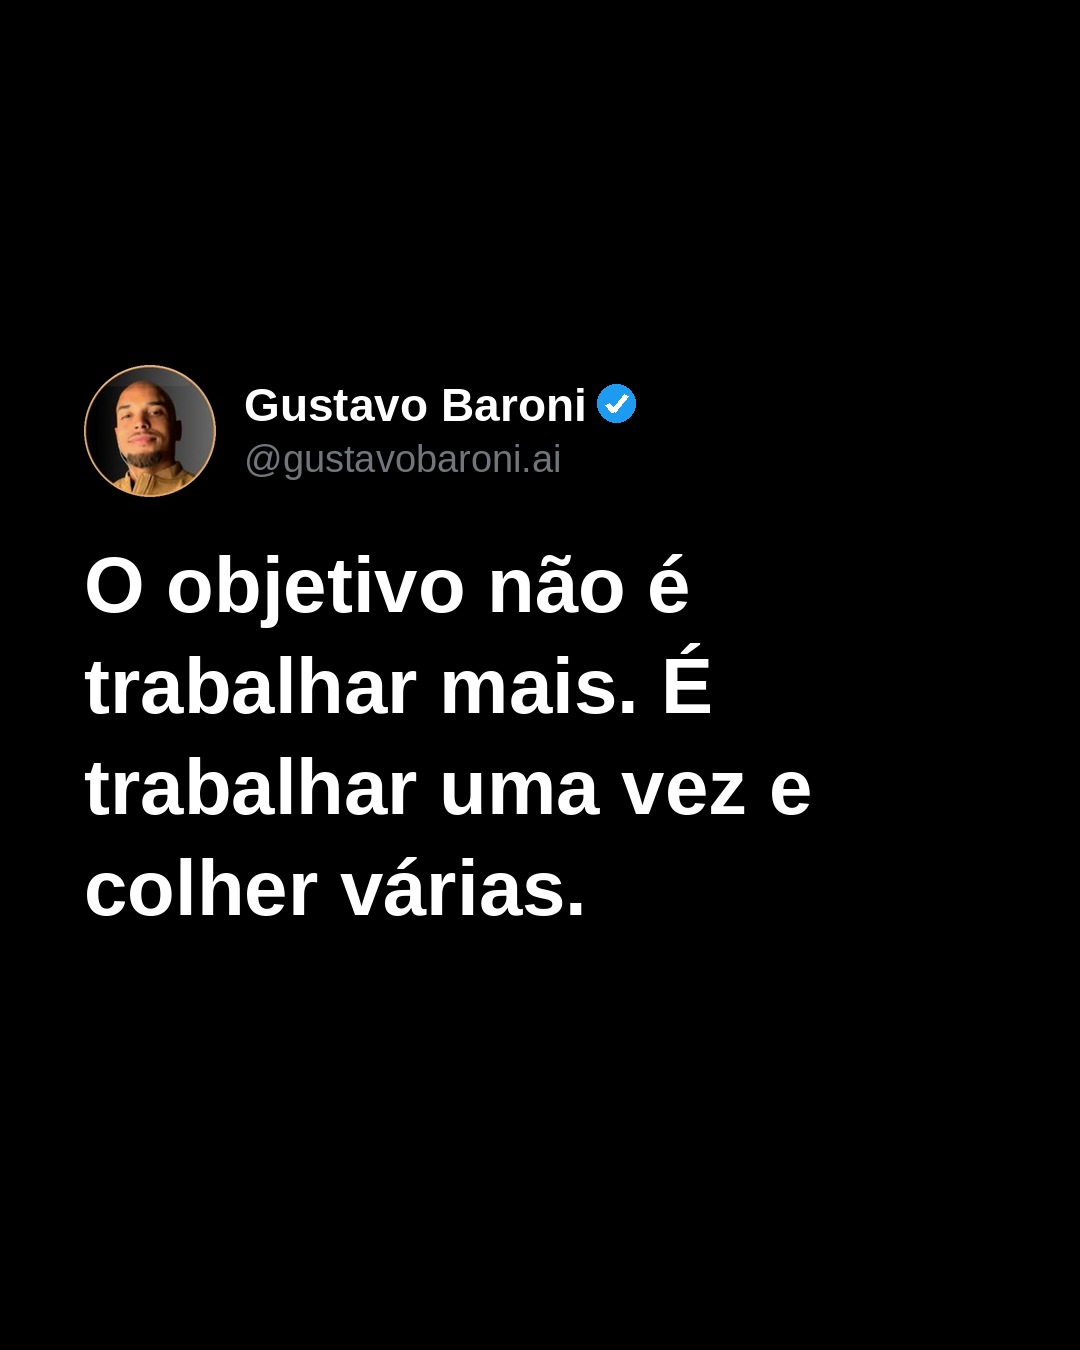 Gustavo Baroni
@gustavobaroni.ai
O objetivo não é
trabalhar mais. É
trabalhar uma vez e
colher várias.